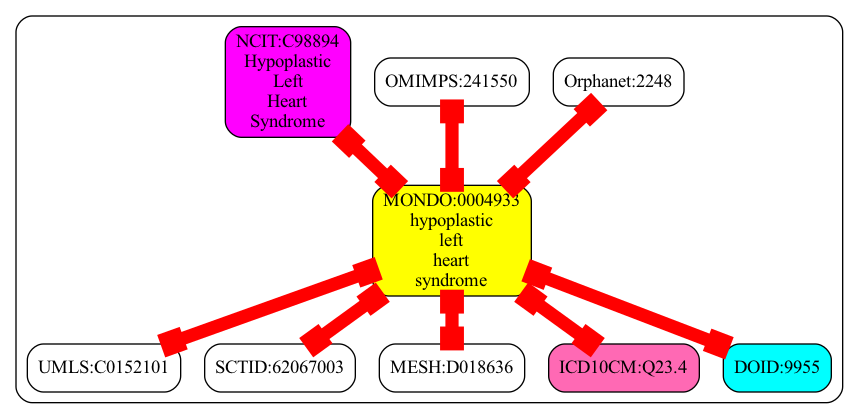 NCIT:C98894
Hypoplastic
Left
Heart
Syndrome
OMIMPS:241550
Orphanet:2248
MONDO:0004933
hypoplastic
left
heart
syndrome
UMLS:C0152101
SCTID:62067003
MESH:D018636
ICD10CM:Q23.4
DOID:9955